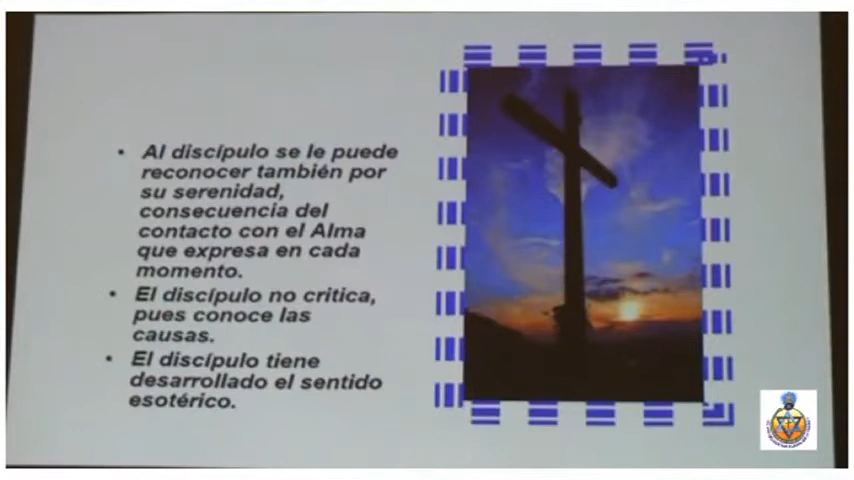 • Al discípulo se le puede
reconocer también por
su serenidad,
consecuencia del
contacto con el Alma
que expresa en cada
momento.
• El discípulo no critica,
pues conoce las
causas.
• El discípulo tiene
desarrollado el sentido
esotérico.